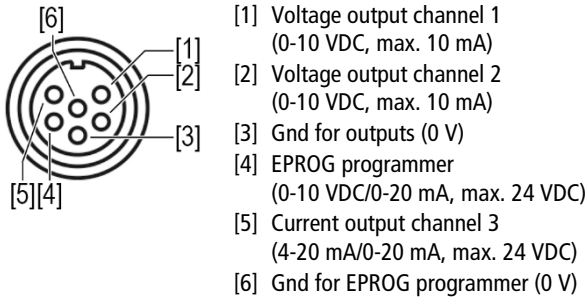 [6]
[1]
[2]
[3]
[5][4]
[1] Voltage output channel 1
(0-10 VDC, max. 10 mA)
[2] Voltage output channel 2
(0-10 VDC, max. 10 mA)
[3] Gnd for outputs (0 V)
[4] EPROG programmer
(0-10 VDC/0-20 mA, max. 24 VDC)
[5] Current output channel 3
(4-20 mA/0-20 mA, max. 24 VDC)
[6] Gnd for EPROG programmer (0 V)